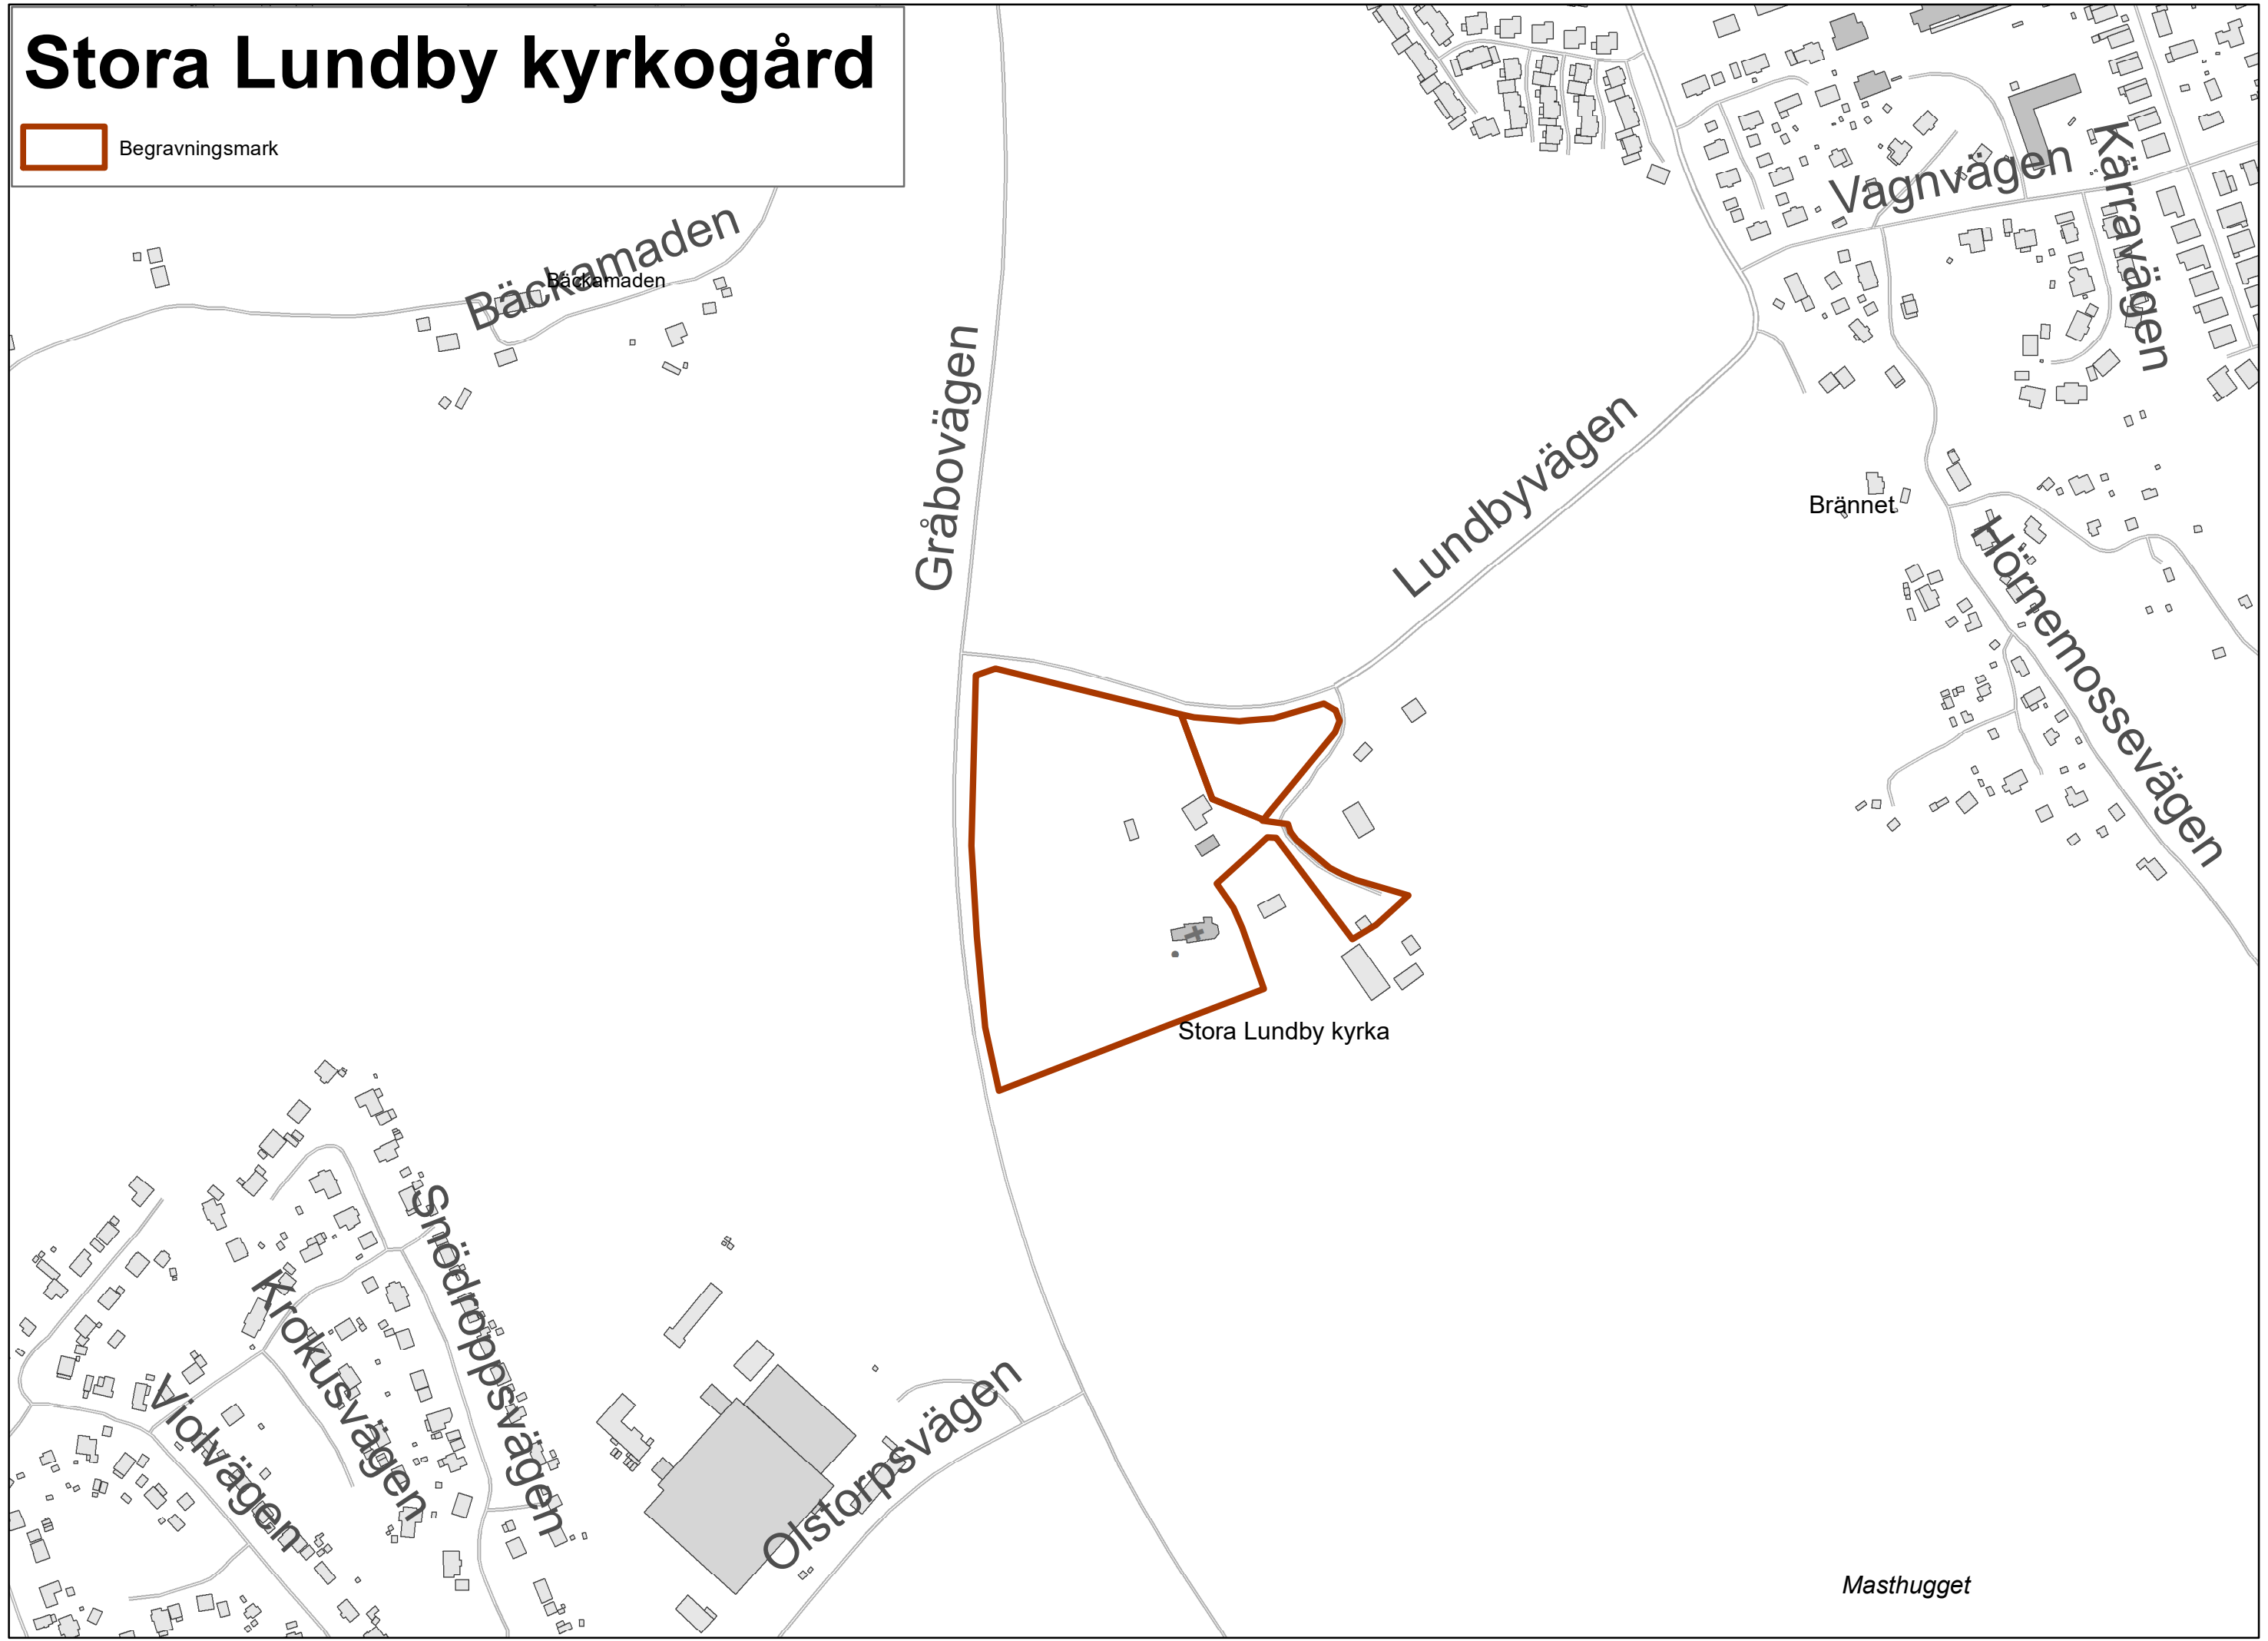 Stora Lundby kyrkogård
Begravningsmark
Vagnvägen
Kärravägen
Bäckamaden
Bäckamaden
Gråbovägen
Lundbyvägen
Brännet
Hörnemossevägen
Stora Lundby kyrka
Snödroppsvägen
Krokusvägen
Violvägen
Olstorpsvägen
Masthugget